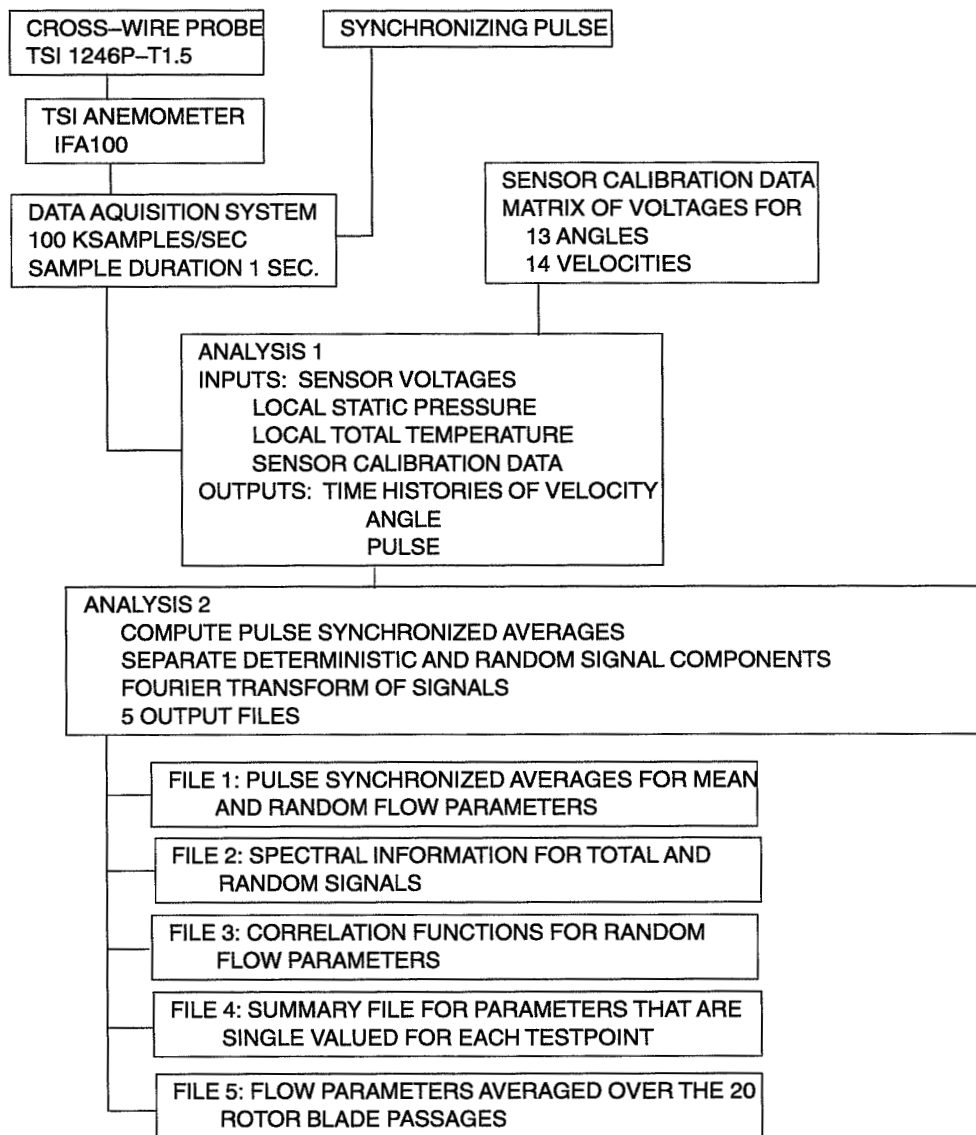 CROSS–WIRE PROBE
TSI 1246P–T1.5
SYNCHRONIZING PULSE
TSI ANEMOMETER
IFA100
DATA AQUISITION SYSTEM
100 KSAMPLES/SEC
SAMPLE DURATION 1 SEC.
SENSOR CALIBRATION DATA
MATRIX OF VOLTAGES FOR
13 ANGLES
14 VELOCITIES
ANALYSIS 1
INPUTS: SENSOR VOLTAGES
LOCAL STATIC PRESSURE
LOCAL TOTAL TEMPERATURE
SENSOR CALIBRATION DATA
OUTPUTS: TIME HISTORIES OF VELOCITY
ANGLE
PULSE
ANALYSIS 2
COMPUTE PULSE SYNCHRONIZED AVERAGES
SEPARATE DETERMINISTIC AND RANDOM SIGNAL COMPONENTS
FOURIER TRANSFORM OF SIGNALS
5 OUTPUT FILES
FILE 1: PULSE SYNCHRONIZED AVERAGES FOR MEAN
AND RANDOM FLOW PARAMETERS
FILE 2: SPECTRAL INFORMATION FOR TOTAL AND
RANDOM SIGNALS
FILE 3: CORRELATION FUNCTIONS FOR RANDOM
FLOW PARAMETERS
FILE 4: SUMMARY FILE FOR PARAMETERS THAT ARE
SINGLE VALUED FOR EACH TESTPOINT
FILE 5: FLOW PARAMETERS AVERAGED OVER THE 20
ROTOR BLADE PASSAGES